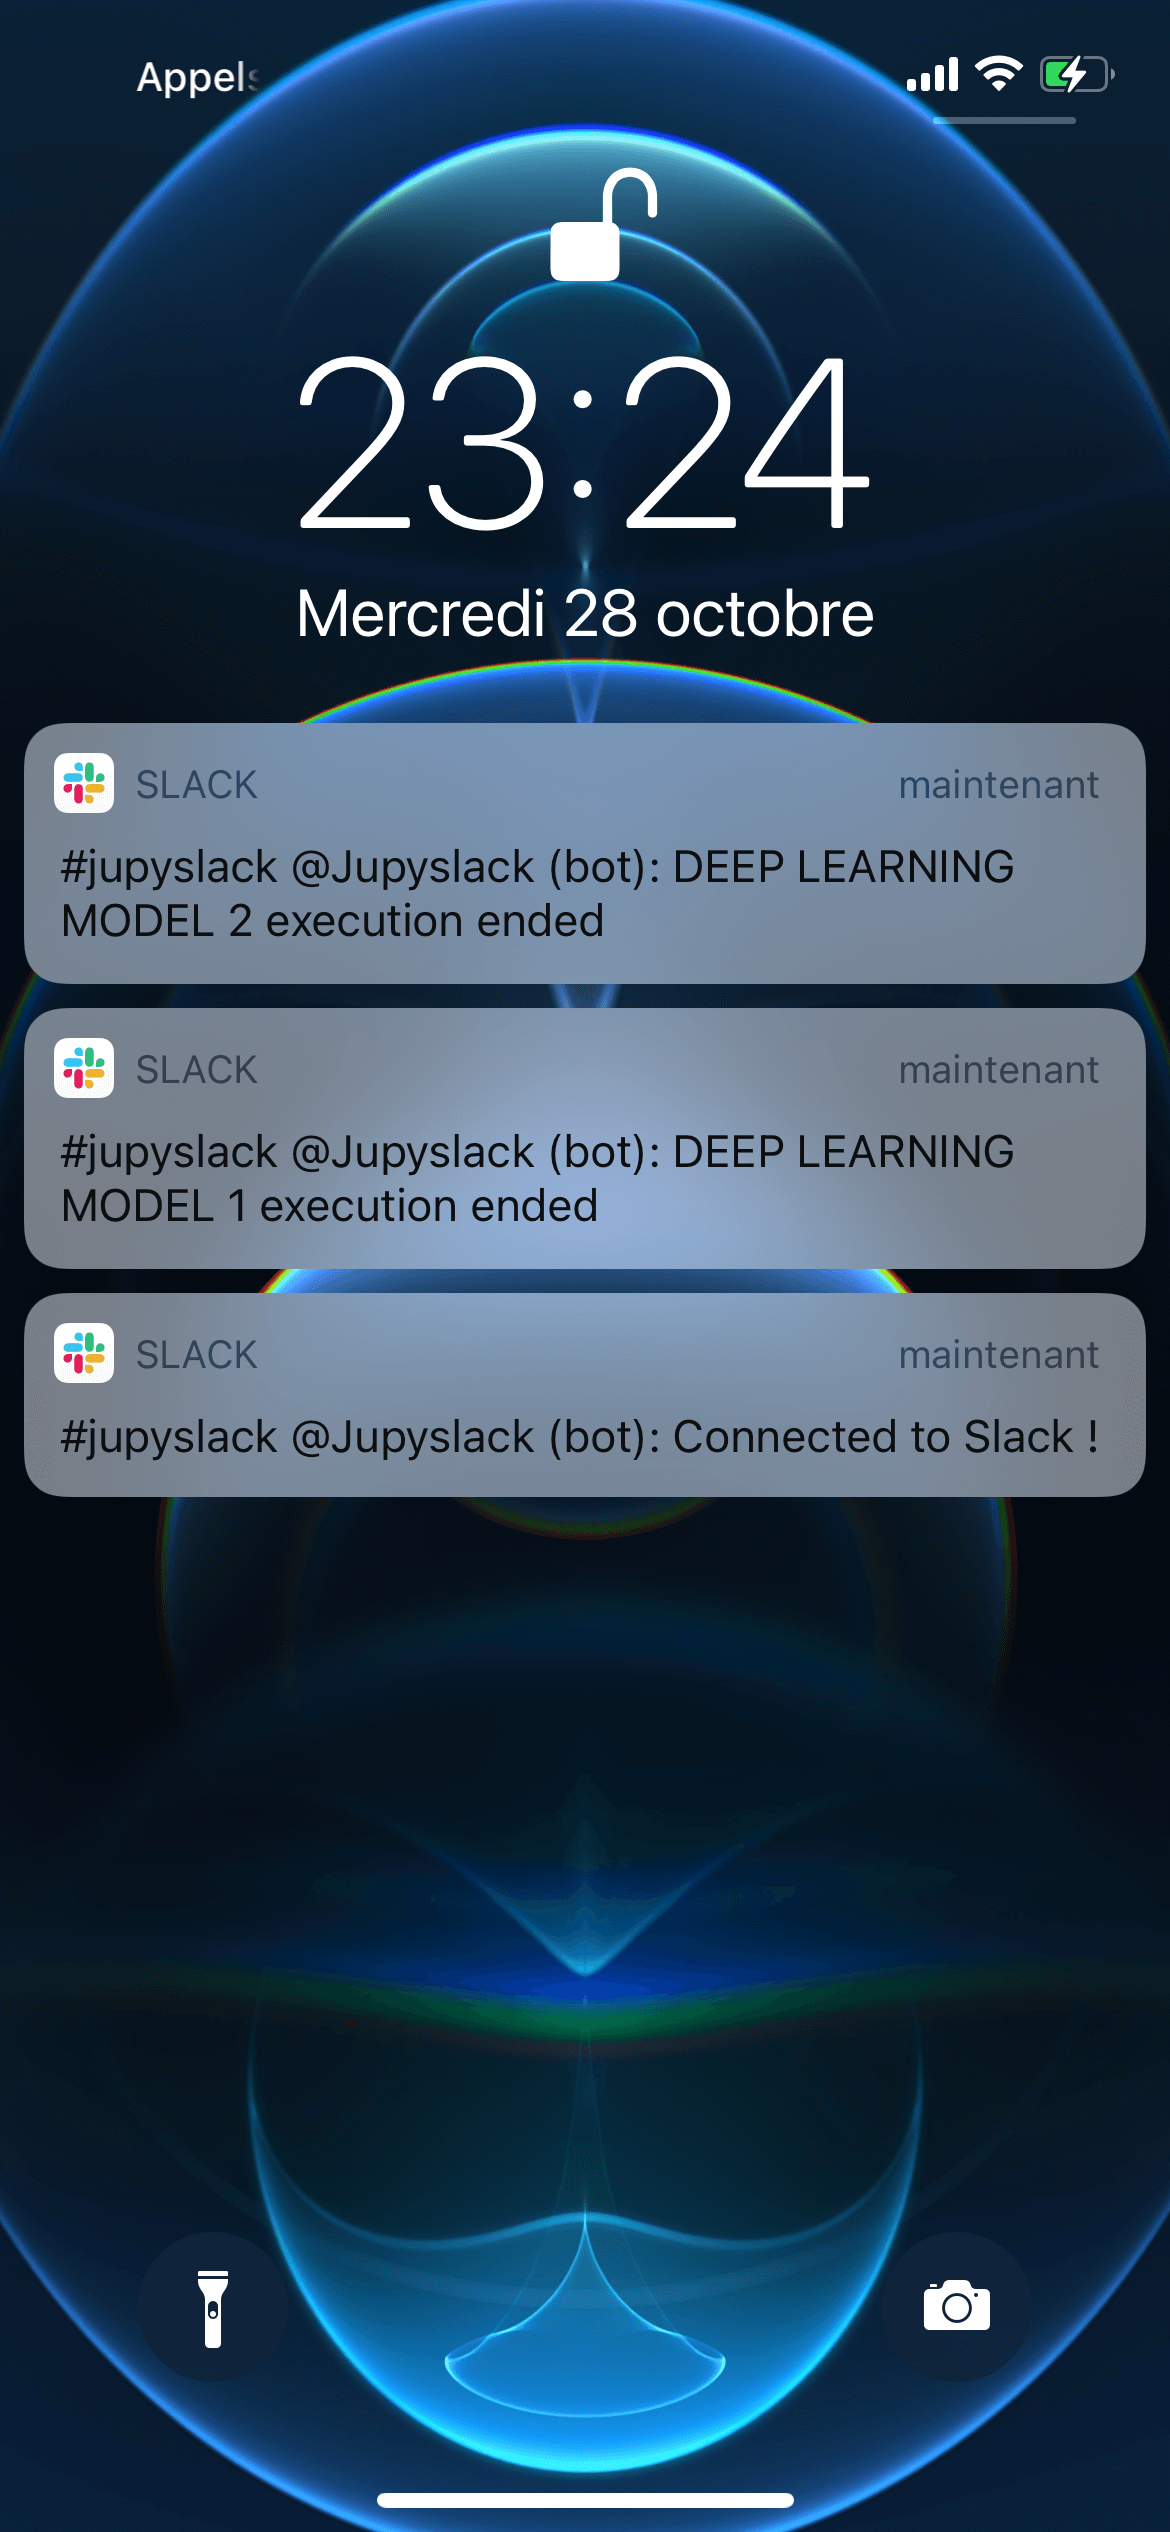 Appels
23:24
Mercredi 28 octobre
SLACK
maintenant
#jupyslack @Jupyslack (bot): DEEP LEARNING
MODEL 2 execution ended
SLACK
maintenant
#jupyslack @Jupyslack (bot): DEEP LEARNING
MODEL 1 execution ended
SLACK
maintenant
#jupyslack @Jupyslack (bot): Connected to Slack !